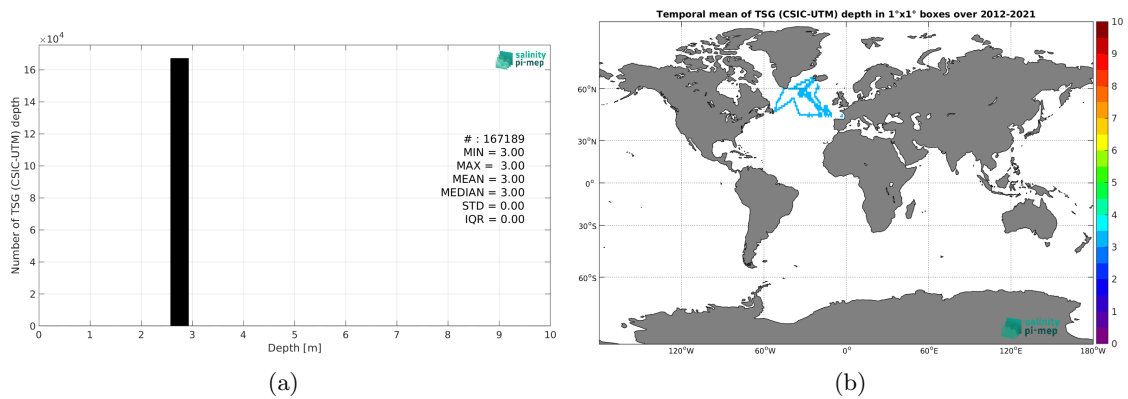 Temporal mean of TSG (CSIC-UTM) depth in 1°x1° boxes over 2012-2021
×10⁴
salinity
pi-mep
Number of TSG (CSIC-UTM) depth
16
14
12
10
8
6
4
2
0
# : 167189
MIN = 3.00
MAX = 3.00
MEAN = 3.00
MEDIAN = 3.00
STD = 0.00
IQR = 0.00
0 1 2 3 4 5 6 7 8 9 10
Depth [m]
(a)
60°N
30°N
0°
30°S
60°S
120°W 60°W 0° 60°E 120°E 180°W
salinity
pi-mep
10
9
8
7
6
5
4
3
2
1
0
(b)